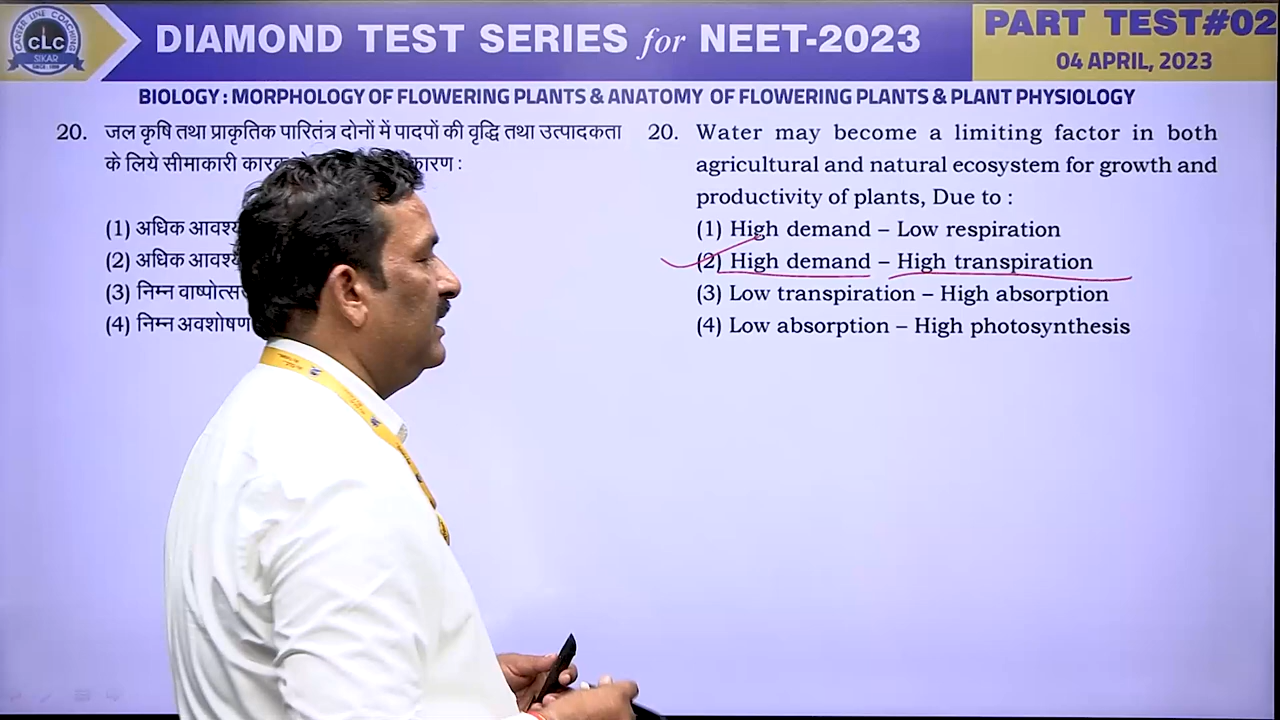 CAREER LINE COACHING
CLC
SIKAR
DIAMOND TEST SERIES for NEET-2023
PART TEST#02
04 APRIL, 2023
BIOLOGY : MORPHOLOGY OF FLOWERING PLANTS & ANATOMY OF FLOWERING PLANTS & PLANT PHYSIOLOGY
20. जल कृषि तथा प्राकृतिक पारितंत्र दोनों में पादपों की वृद्धि तथा उत्पादकता
के लिये सीमाकारी कारक कारण :
(1) अधिक
(2) अधिक
(3) निम्न
(4) निम्न अवशोषण
20. Water may become a limiting factor in both
agricultural and natural ecosystem for growth and
productivity of plants, Due to :
(1) High demand – Low respiration
(2) High demand – High transpiration
(3) Low transpiration – High absorption
(4) Low absorption – High photosynthesis